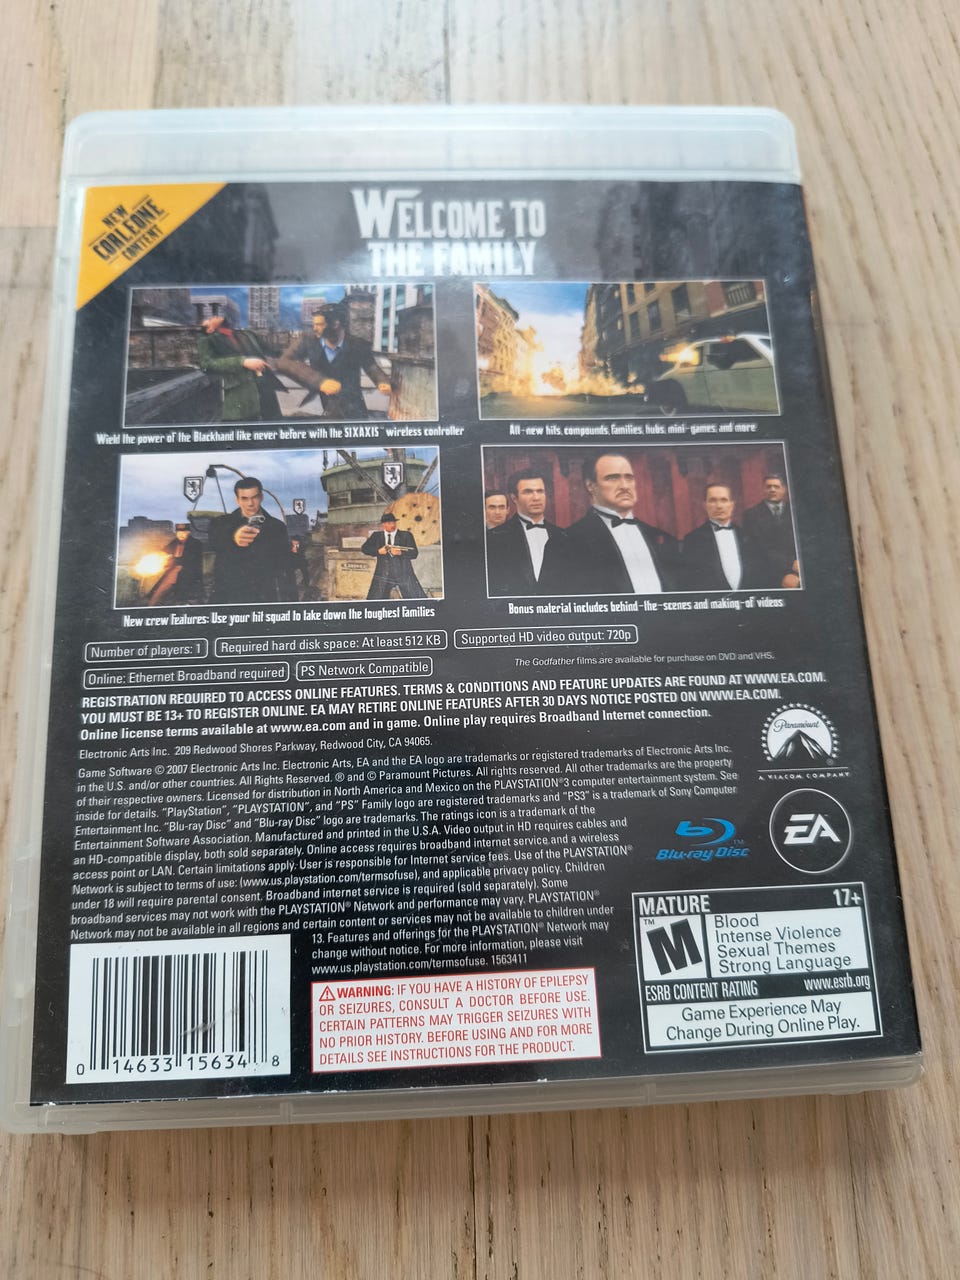 NEW
CORLEONE
CONTENT
WELCOME TO
THE FAMILY
Wield the power of the Blackhand like never before with the SIXAXIS™ wireless controller
All-new hits, compounds, families, hubs, mini-games, and more
New crew features: Use your hit squad to take down the toughest families
Bonus material includes behind-the-scenes and making-of videos
Number of players: 1
Required hard disk space: At least 512 KB
Supported HD video output: 720p
Online: Ethernet Broadband required
PS Network Compatible
The Godfather films are available for purchase on DVD and VHS.
REGISTRATION REQUIRED TO ACCESS ONLINE FEATURES. TERMS & CONDITIONS AND FEATURE UPDATES ARE FOUND AT WWW.EA.COM.
YOU MUST BE 13+ TO REGISTER ONLINE. EA MAY RETIRE ONLINE FEATURES AFTER 30 DAYS NOTICE POSTED ON WWW.EA.COM.
Online license terms available at www.ea.com and in game. Online play requires Broadband Internet connection.
Electronic Arts Inc. 209 Redwood Shores Parkway, Redwood City, CA 94065.
Game Software © 2007 Electronic Arts Inc. Electronic Arts, EA and the EA logo are trademarks or registered trademarks of Electronic Arts Inc.
in the U.S. and/or other countries. All Rights Reserved. ® and © Paramount Pictures. All rights reserved. All other trademarks are the property
of their respective owners. Licensed for distribution in North America and Mexico on the PLAYSTATION®3 computer entertainment system. See
inside for details. "PlayStation", "PLAYSTATION", and "PS" Family logo are registered trademarks and "PS3" is a trademark of Sony Computer
Entertainment Inc. "Blu-ray Disc" and "Blu-ray Disc" logo are trademarks. The ratings icon is a trademark of the
Entertainment Software Association. Manufactured and printed in the U.S.A. Video output in HD requires cables and
an HD-compatible display, both sold separately. Online access requires broadband internet service and a wireless
access point or LAN. Certain limitations apply. User is responsible for Internet service fees. Use of the PLAYSTATION®
Network is subject to terms of use: (www.us.playstation.com/termsofuse), and applicable privacy policy. Children
under 18 will require parental consent. Broadband internet service is required (sold separately). Some
broadband services may not work with the PLAYSTATION® Network and performance may vary. PLAYSTATION®
Network may not be available in all regions and certain content or services may not be available to children under
13. Features and offerings for the PLAYSTATION® Network may
change without notice. For more information, please visit
www.us.playstation.com/termsofuse. 1563411
Paramount
A VIACOM COMPANY
Blu-ray Disc™
EA
WARNING: IF YOU HAVE A HISTORY OF EPILEPSY
OR SEIZURES, CONSULT A DOCTOR BEFORE USE.
CERTAIN PATTERNS MAY TRIGGER SEIZURES WITH
NO PRIOR HISTORY. BEFORE USING AND FOR MORE
DETAILS SEE INSTRUCTIONS FOR THE PRODUCT.
MATURE 17+
™
M
Blood
Intense Violence
Sexual Themes
Strong Language
ESRB CONTENT RATING www.esrb.org
Game Experience May
Change During Online Play.
0 14633 15634 8